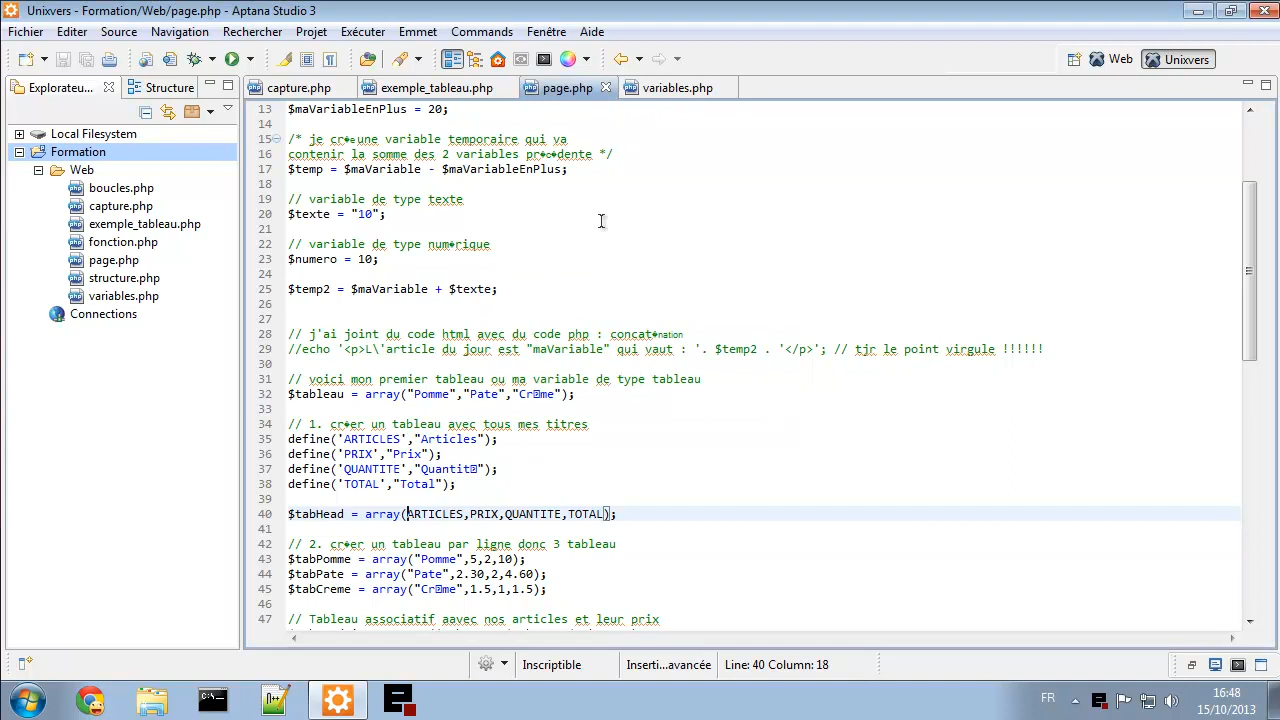 Unixvers - Formation/Web/page.php - Aptana Studio 3
Fichier Editer Source Navigation Rechercher Projet Exécuter Emmet Commands Fenêtre Aide
Web Unixvers
Explorateu... Structure capture.php exemple_tableau.php page.php variables.php
Local Filesystem
Formation
Web
boucles.php
capture.php
exemple_tableau.php
fonction.php
page.php
structure.php
variables.php
Connections
13 $maVariableEnPlus = 20;
14
15 /* je cr�e une variable temporaire qui va
16 contenir la somme des 2 variables pr�c�dente */
17 $temp = $maVariable - $maVariableEnPlus;
18
19 // variable de type texte
20 $texte = "10";
21
22 // variable de type num�rique
23 $numero = 10;
24
25 $temp2 = $maVariable + $texte;
26
27
28 // j'ai joint du code html avec du code php : concat�nation
29 //echo '<p>L\'article du jour est "maVariable" qui vaut : '. $temp2 . '</p>'; // tjr le point virgule !!!!!!
30
31 // voici mon premier tableau ou ma variable de type tableau
32 $tableau = array("Pomme","Pate","Cr�me");
33
34 // 1. cr�er un tableau avec tous mes titres
35 define('ARTICLES',"Articles");
36 define('PRIX',"Prix");
37 define('QUANTITE',"Quantit�");
38 define('TOTAL',"Total");
39
40 $tabHead = array(ARTICLES,PRIX,QUANTITE,TOTAL);
41
42 // 2. cr�er un tableau par ligne donc 3 tableau
43 $tabPomme = array("Pomme",5,2,10);
44 $tabPate = array("Pate",2.30,2,4.60);
45 $tabCreme = array("Cr�me",1.5,1,1.5);
46
47 // Tableau associatif aavec nos articles et leur prix
Inscriptible Inserti...avancée Line: 40 Column: 18
FR 16:48
15/10/2013